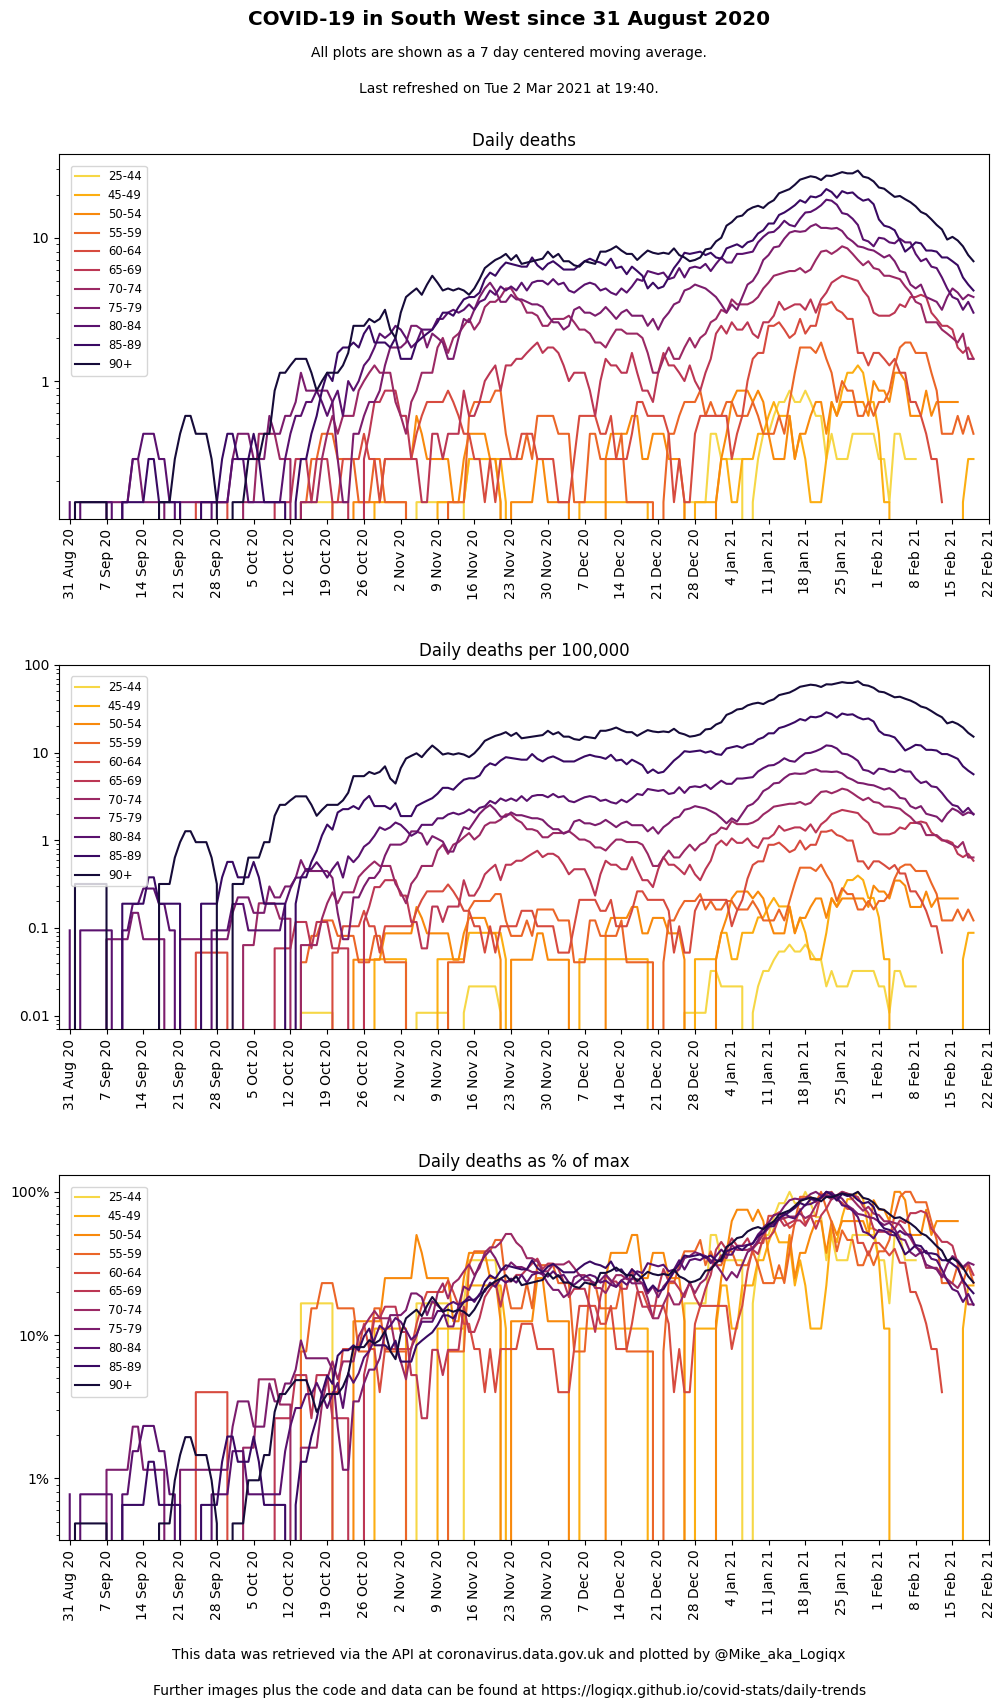 COVID-19 in South West since 31 August 2020
All plots are shown as a 7 day centered moving average.
Last refreshed on Tue 2 Mar 2021 at 19:40.
Daily deaths
25-44
45-49
50-54
55-59
60-64
65-69
70-74
75-79
80-84
85-89
90+
10
1
31 Aug 20
7 Sep 20
14 Sep 20
21 Sep 20
28 Sep 20
5 Oct 20
12 Oct 20
19 Oct 20
26 Oct 20
2 Nov 20
9 Nov 20
16 Nov 20
23 Nov 20
30 Nov 20
7 Dec 20
14 Dec 20
21 Dec 20
28 Dec 20
4 Jan 21
11 Jan 21
18 Jan 21
25 Jan 21
1 Feb 21
8 Feb 21
15 Feb 21
22 Feb 21
Daily deaths per 100,000
25-44
45-49
50-54
55-59
60-64
65-69
70-74
75-79
80-84
85-89
90+
100
10
1
0.1
0.01
31 Aug 20
7 Sep 20
14 Sep 20
21 Sep 20
28 Sep 20
5 Oct 20
12 Oct 20
19 Oct 20
26 Oct 20
2 Nov 20
9 Nov 20
16 Nov 20
23 Nov 20
30 Nov 20
7 Dec 20
14 Dec 20
21 Dec 20
28 Dec 20
4 Jan 21
11 Jan 21
18 Jan 21
25 Jan 21
1 Feb 21
8 Feb 21
15 Feb 21
22 Feb 21
Daily deaths as % of max
25-44
45-49
50-54
55-59
60-64
65-69
70-74
75-79
80-84
85-89
90+
100%
10%
1%
31 Aug 20
7 Sep 20
14 Sep 20
21 Sep 20
28 Sep 20
5 Oct 20
12 Oct 20
19 Oct 20
26 Oct 20
2 Nov 20
9 Nov 20
16 Nov 20
23 Nov 20
30 Nov 20
7 Dec 20
14 Dec 20
21 Dec 20
28 Dec 20
4 Jan 21
11 Jan 21
18 Jan 21
25 Jan 21
1 Feb 21
8 Feb 21
15 Feb 21
22 Feb 21
This data was retrieved via the API at coronavirus.data.gov.uk and plotted by @Mike_aka_Logiqx
Further images plus the code and data can be found at https://logiqx.github.io/covid-stats/daily-trends